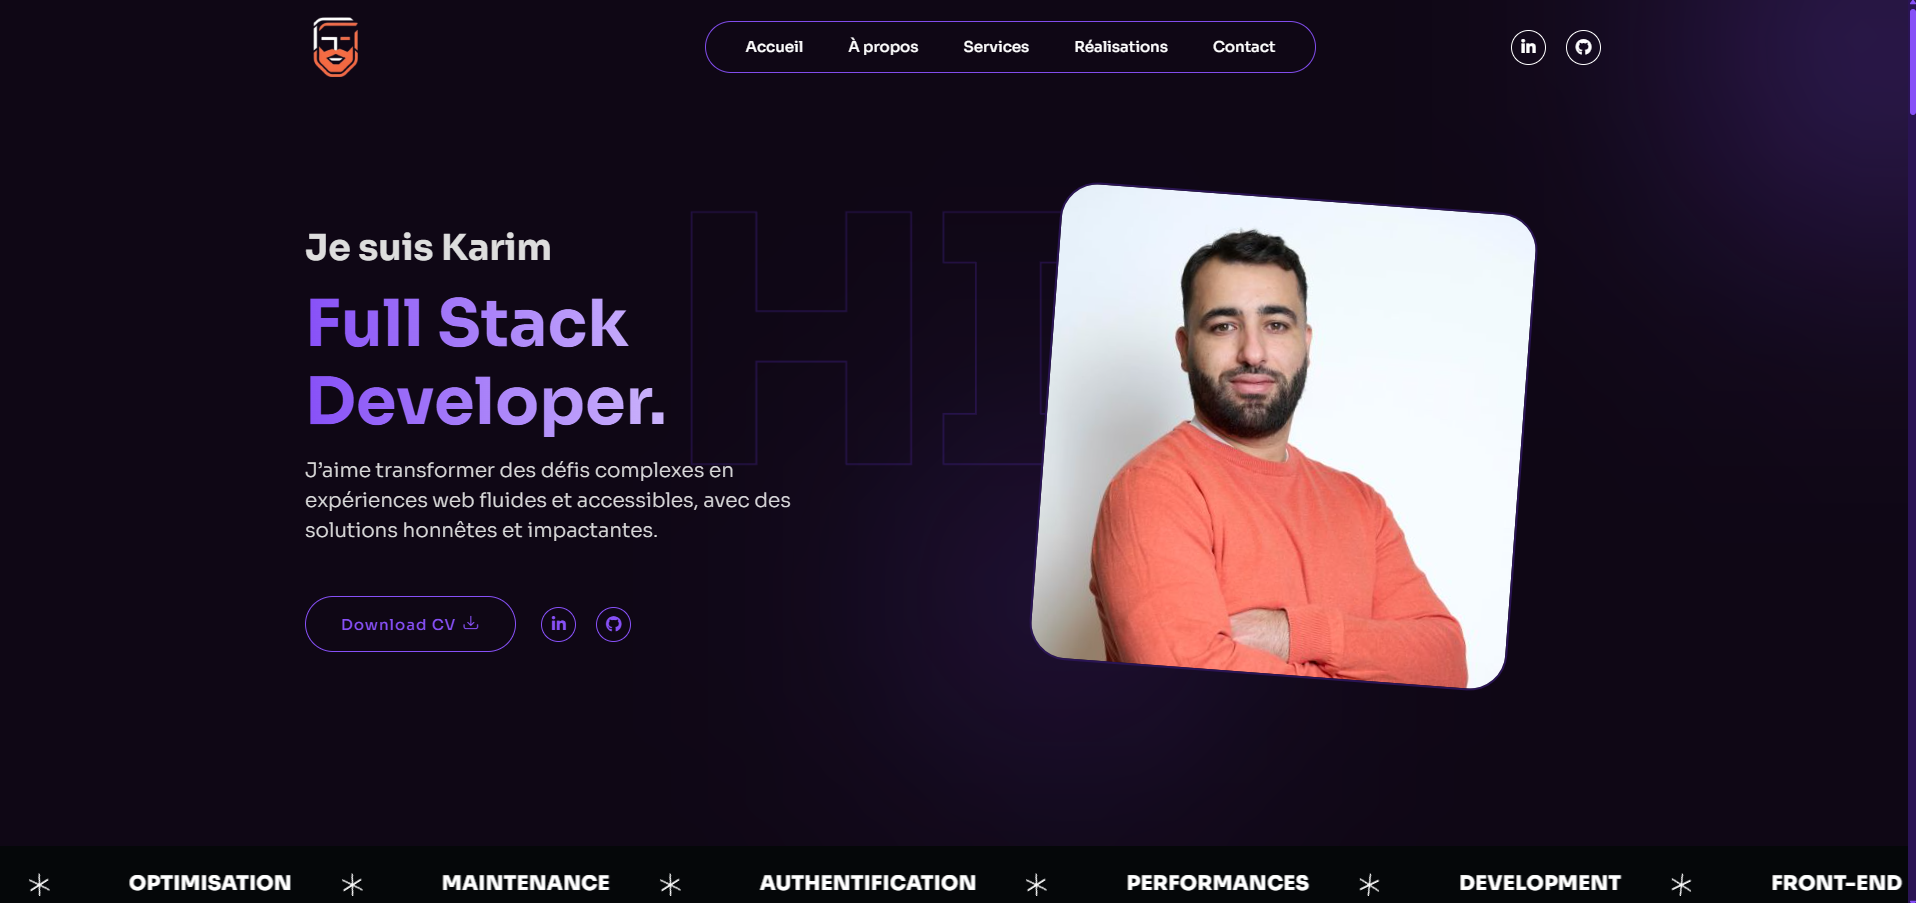 Accueil À propos Services Réalisations Contact
in
HI
Je suis Karim
Full Stack
Developer.
J’aime transformer des défis complexes en
expériences web fluides et accessibles, avec des
solutions honnêtes et impactantes.
Download CV
in
OPTIMISATION MAINTENANCE AUTHENTIFICATION PERFORMANCES DEVELOPMENT FRONT-END